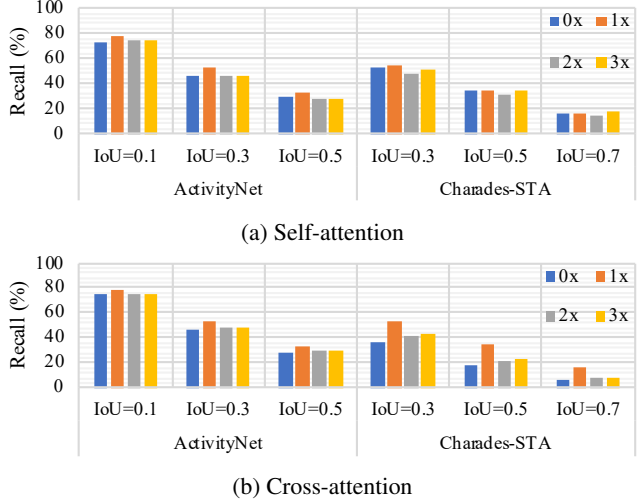 100
80
60
40
20
0
Recall (%)
0x 1x
2x 3x
IoU=0.1 IoU=0.3 IoU=0.5 IoU=0.3 IoU=0.5 IoU=0.7
ActivityNet Charades-STA
(a) Self-attention
100
80
60
40
20
0
Recall (%)
0x 1x
2x 3x
IoU=0.1 IoU=0.3 IoU=0.5 IoU=0.3 IoU=0.5 IoU=0.7
ActivityNet Charades-STA
(b) Cross-attention